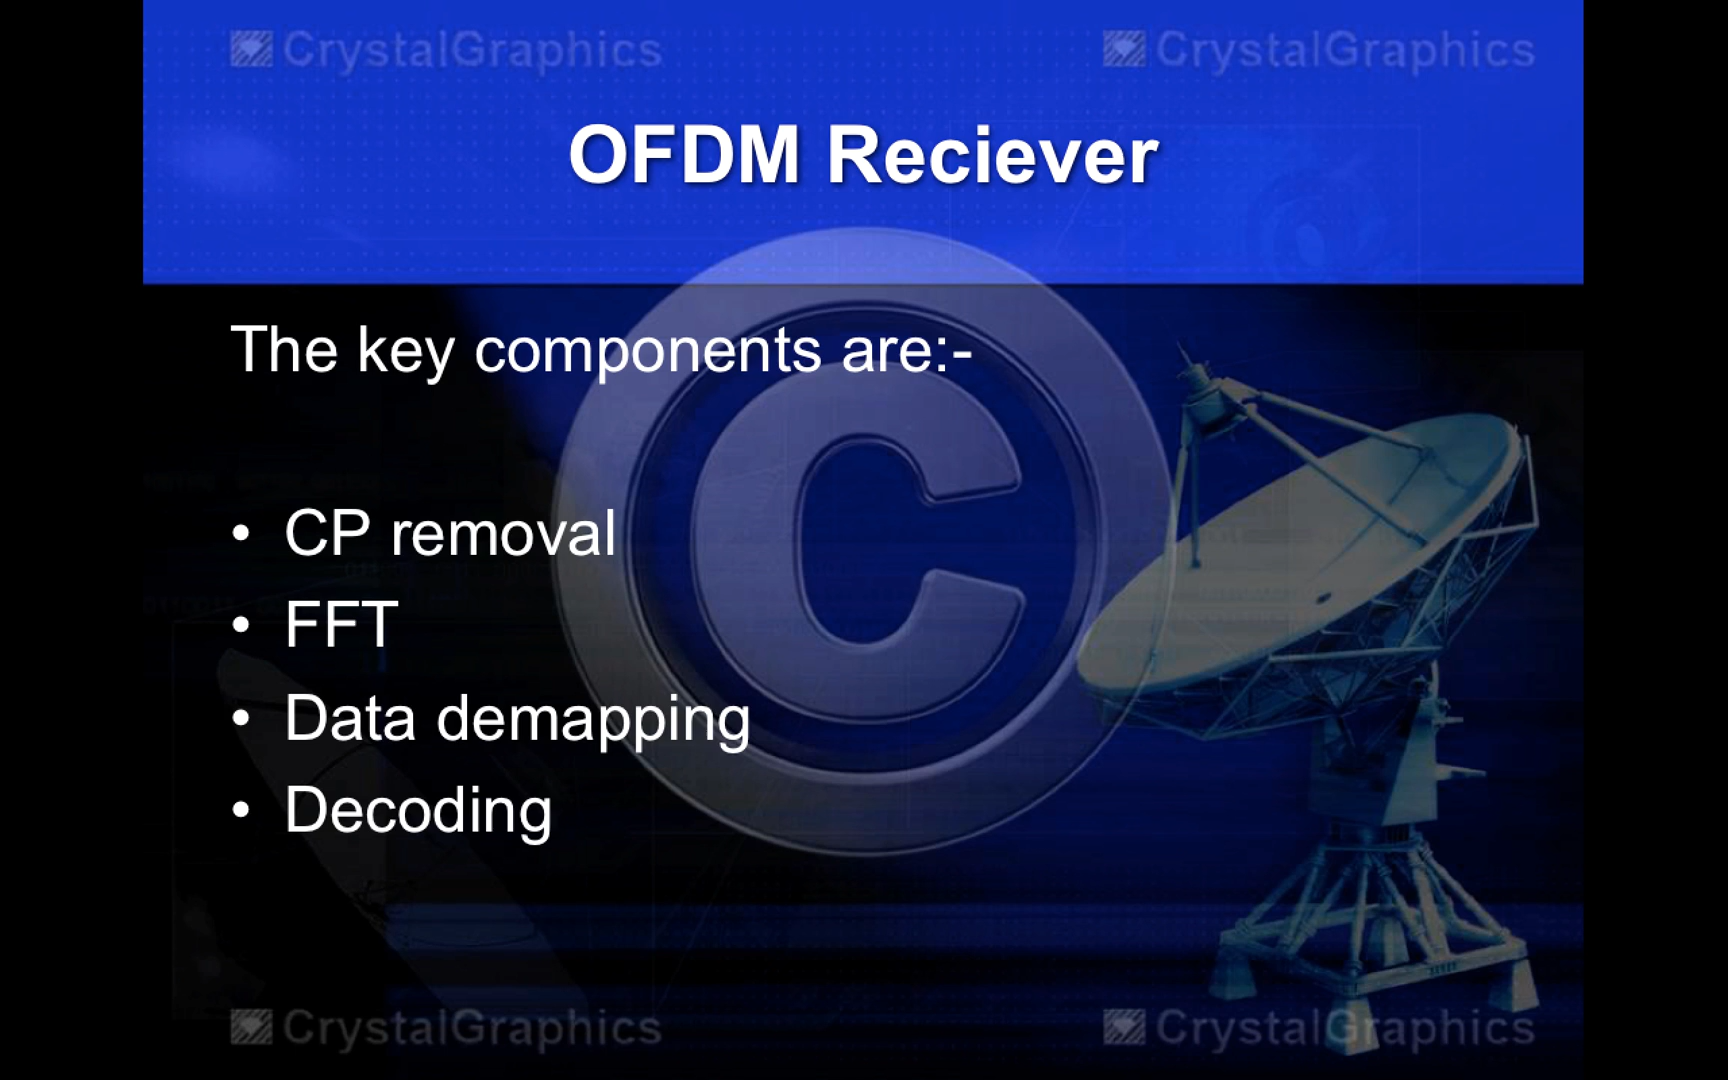 CrystalGraphics CrystalGraphics
OFDM Reciever
The key components are:-
• CP removal
• FFT
• Data demapping
• Decoding
CrystalGraphics CrystalGraphics